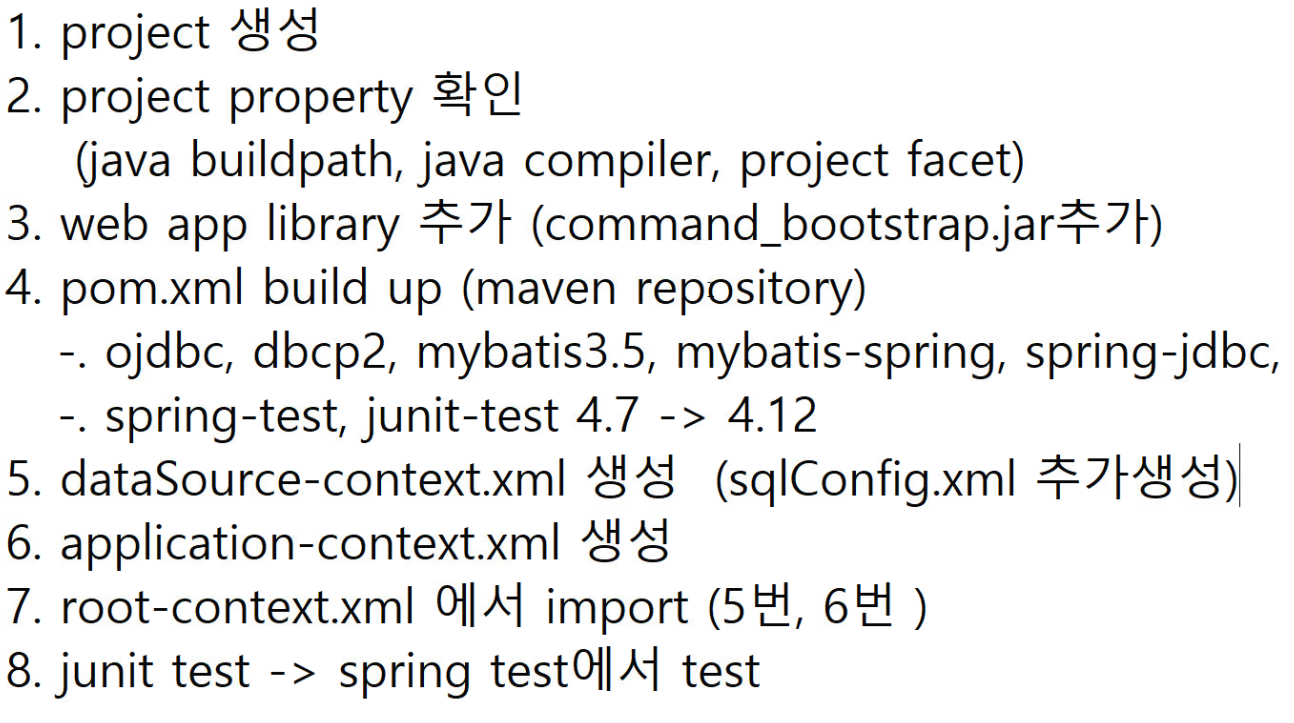 1. project 생성
2. project property 확인
(java buildpath, java compiler, project facet)
3. web app library 추가 (command_bootstrap.jar추가)
4. pom.xml build up (maven repository)
-. ojdbc, dbcp2, mybatis3.5, mybatis-spring, spring-jdbc,
-. spring-test, junit-test 4.7 -> 4.12
5. dataSource-context.xml 생성  (sqlConfig.xml 추가생성)
6. application-context.xml 생성
7. root-context.xml 에서 import (5번, 6번 )
8. junit test -> spring test에서 test